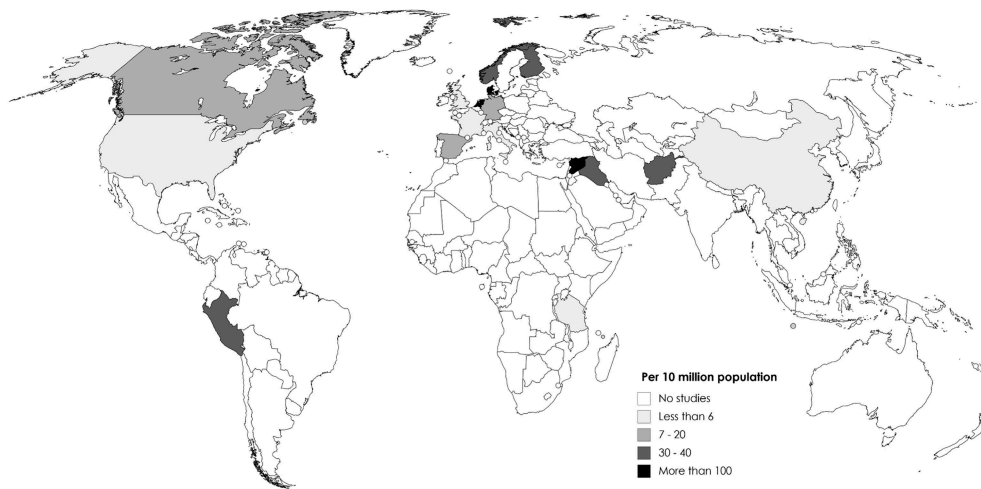 Per 10 million population
No studies
Less than 6
7 - 20
30 - 40
More than 100